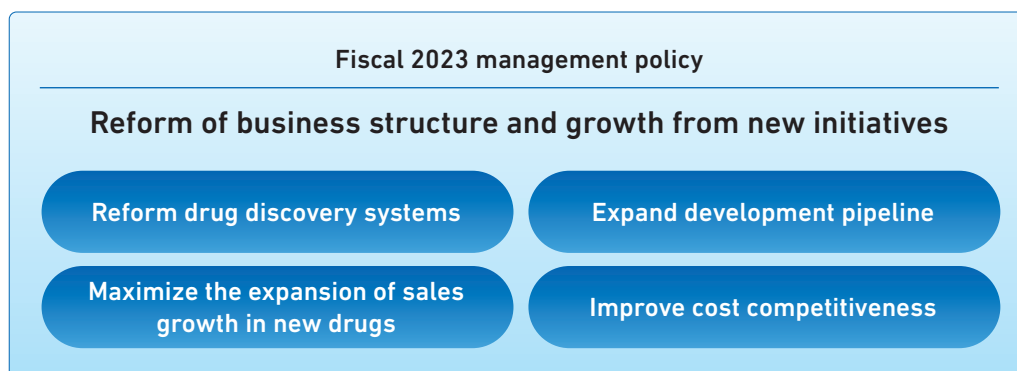 Fiscal 2023 management policy
Reform of business structure and growth from new initiatives
Reform drug discovery systems
Expand development pipeline
Maximize the expansion of sales
growth in new drugs
Improve cost competitiveness